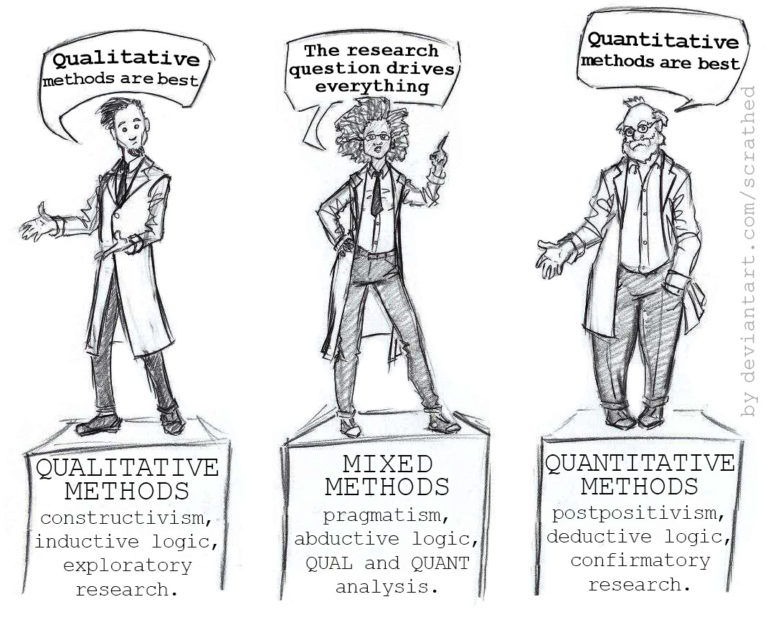 Qualitative
methods are best
The research
question drives
everything
Quantitative
methods are best
QUALITATIVE
METHODS
constructivism,
inductive logic,
exploratory
research.
MIXED
METHODS
pragmatism,
abductive logic,
QUAL and QUANT
analysis.
QUANTITATIVE
METHODS
postpositivism,
deductive logic,
confirmatory
research.
by deviantart.com/scrathed